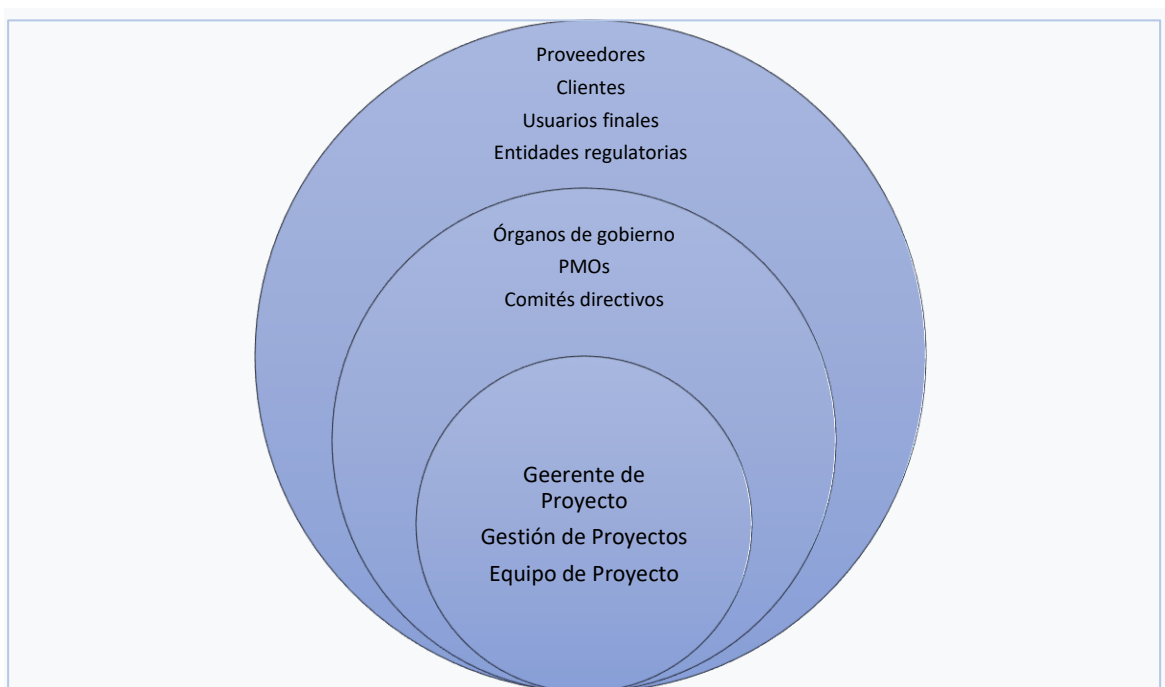 Proveedores
Clientes
Usuarios finales
Entidades regulatorias
Órganos de gobierno
PMOs
Comités directivos
Geerente de
Proyecto
Gestión de Proyectos
Equipo de Proyecto